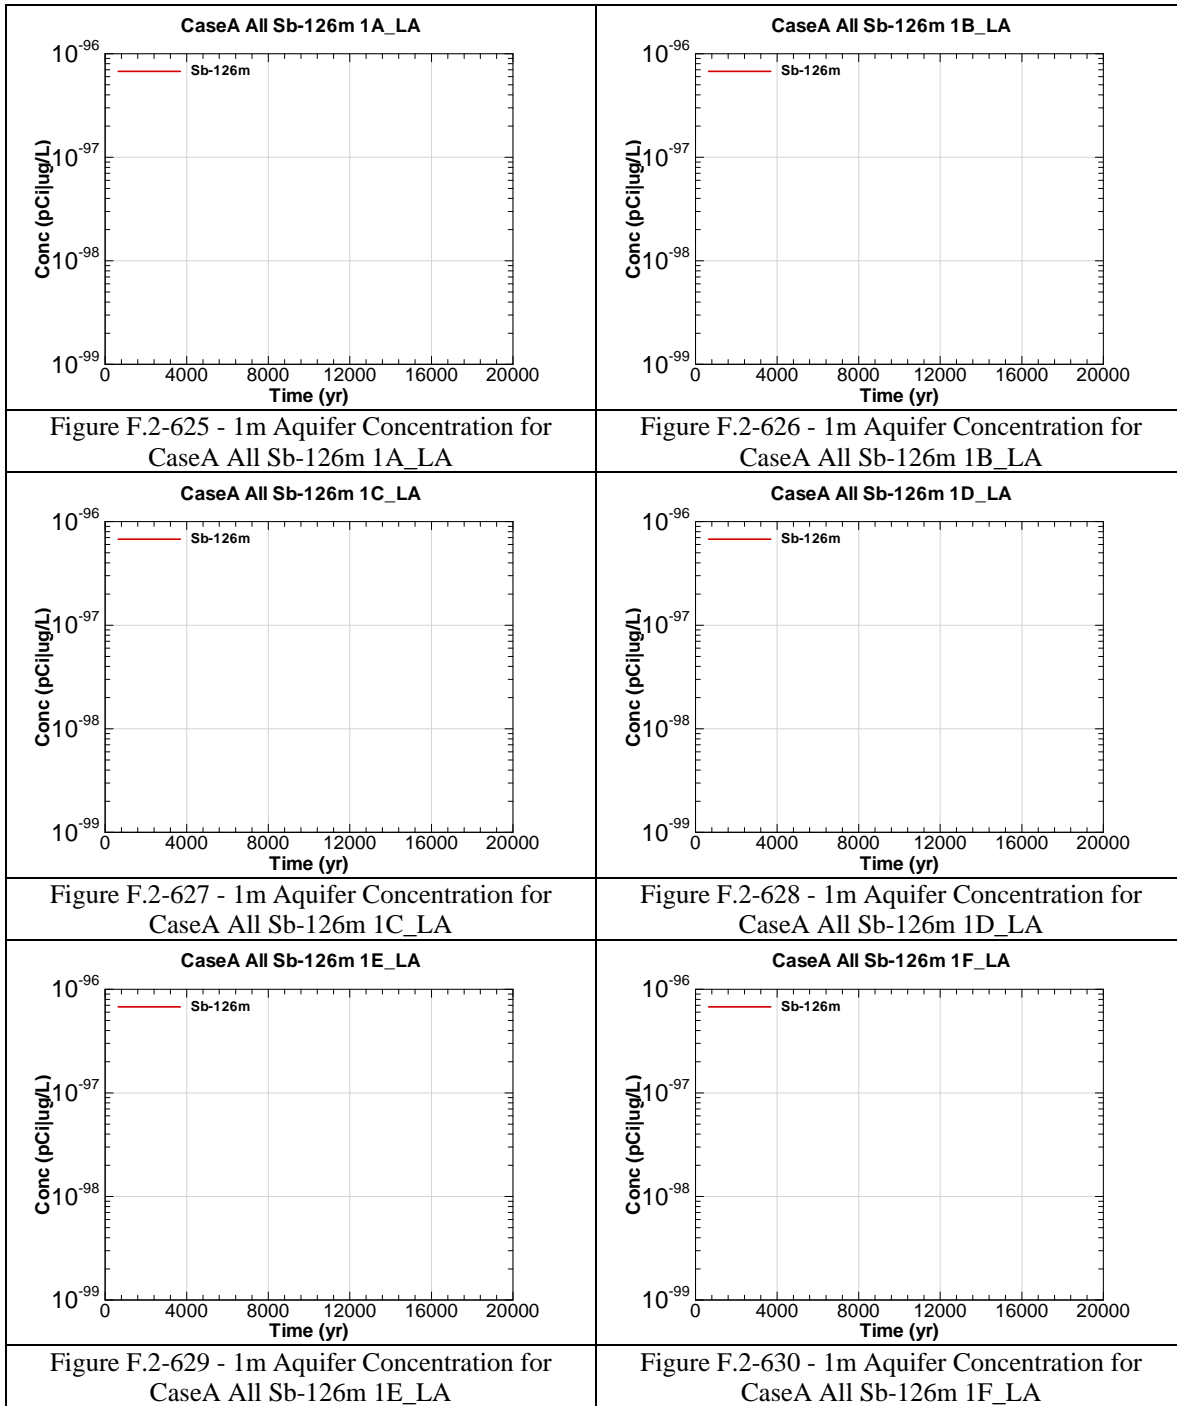 CaseA All Sb-126m 1A_LA
10-96
Sb-126m
10-97
Conc (pCi|ug/L)
10-98
10-99
0 4000 8000 12000 16000 20000
Time (yr)
Figure F.2-625 - 1m Aquifer Concentration for
CaseA All Sb-126m 1A_LA
CaseA All Sb-126m 1B_LA
10-96
Sb-126m
10-97
Conc (pCi|ug/L)
10-98
10-99
0 4000 8000 12000 16000 20000
Time (yr)
Figure F.2-626 - 1m Aquifer Concentration for
CaseA All Sb-126m 1B_LA
CaseA All Sb-126m 1C_LA
10-96
Sb-126m
10-97
Conc (pCi|ug/L)
10-98
10-99
0 4000 8000 12000 16000 20000
Time (yr)
Figure F.2-627 - 1m Aquifer Concentration for
CaseA All Sb-126m 1C_LA
CaseA All Sb-126m 1D_LA
10-96
Sb-126m
10-97
Conc (pCi|ug/L)
10-98
10-99
0 4000 8000 12000 16000 20000
Time (yr)
Figure F.2-628 - 1m Aquifer Concentration for
CaseA All Sb-126m 1D_LA
CaseA All Sb-126m 1E_LA
10-96
Sb-126m
10-97
Conc (pCi|ug/L)
10-98
10-99
0 4000 8000 12000 16000 20000
Time (yr)
Figure F.2-629 - 1m Aquifer Concentration for
CaseA All Sb-126m 1E_LA
CaseA All Sb-126m 1F_LA
10-96
Sb-126m
10-97
Conc (pCi|ug/L)
10-98
10-99
0 4000 8000 12000 16000 20000
Time (yr)
Figure F.2-630 - 1m Aquifer Concentration for
CaseA All Sb-126m 1F_LA